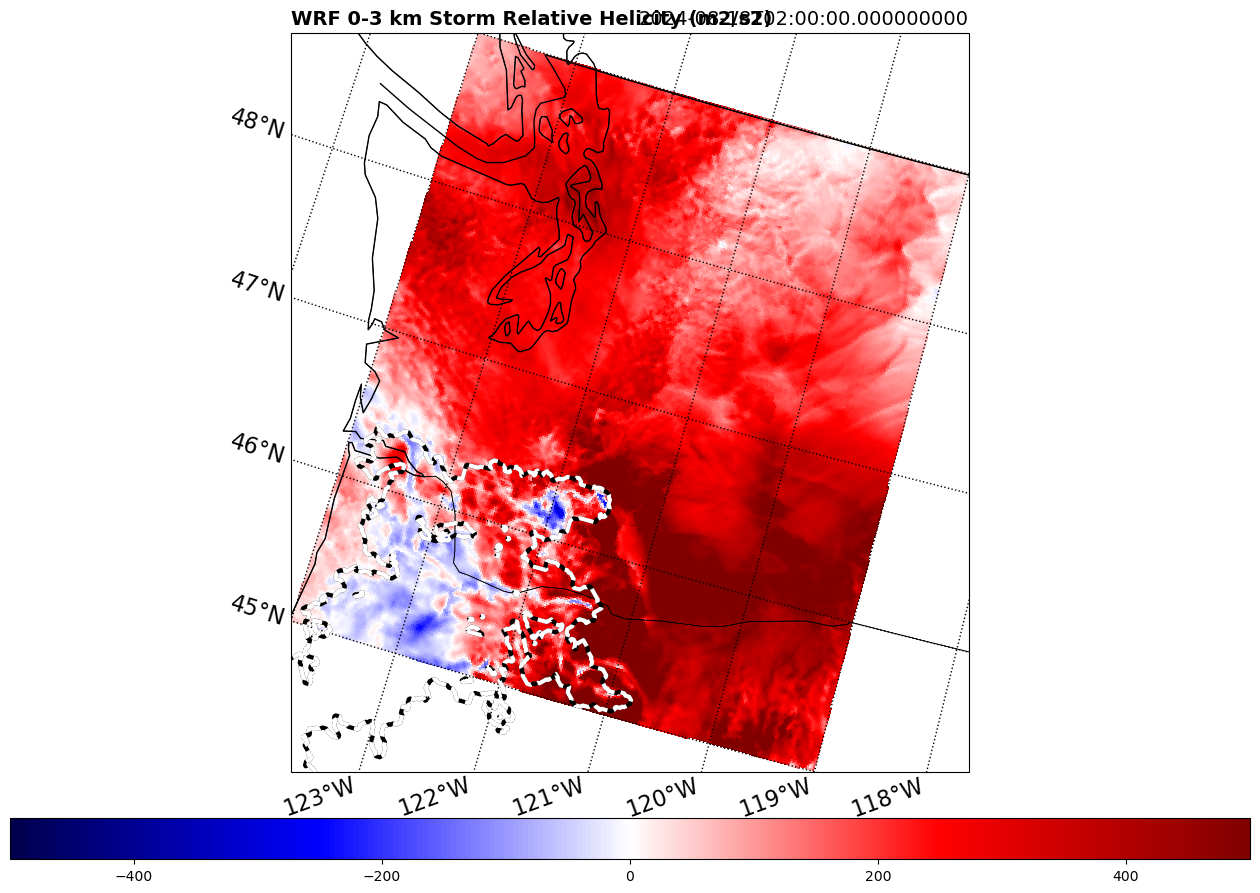 WRF 0-3 km Storm Relative Helicity (m2/s2)
2024-08-18T02:00:00.000000000
48°N
47°N
46°N
45°N
123°W 122°W 121°W 120°W 119°W 118°W
−400 −200 0 200 400